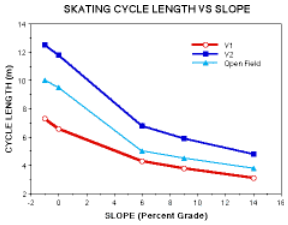 SKATING CYCLE LENGTH VS SLOPE
14
12
10
8
6
4
2
CYCLE LENGTH (m)
V1
V2
Open Field
-2 0 2 4 6 8 10 12 14 16
SLOPE (Percent Grade)